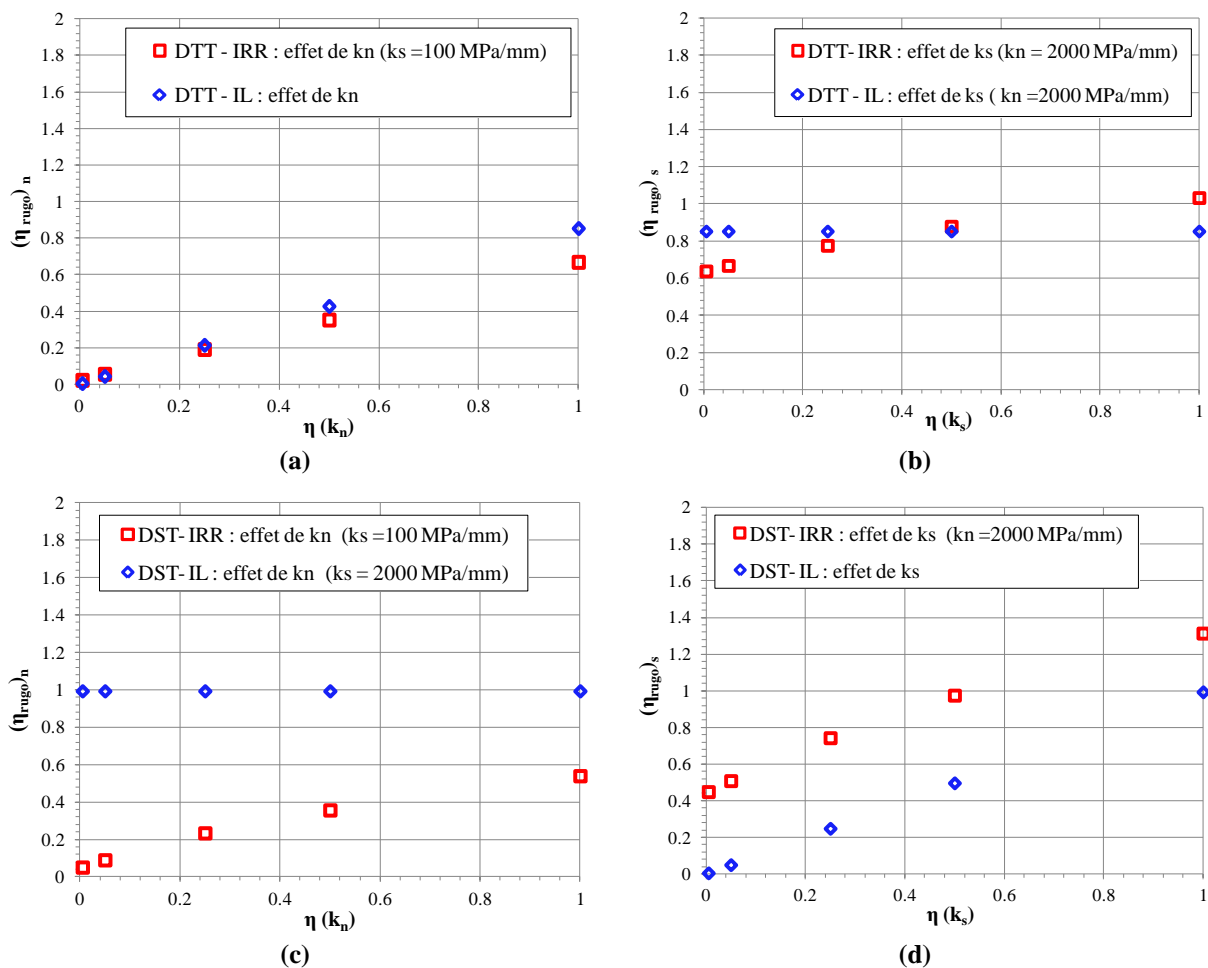 2
1.8
1.6
1.4
1.2
1
0.8
0.6
0.4
0.2
0
(η rugo) n
DTT - IRR : effet de kn (ks =100 MPa/mm)
DTT - IL : effet de kn
0 0.2 0.4 0.6 0.8 1
η (kn)
(a)
2
1.8
1.6
1.4
1.2
1
0.8
0.6
0.4
0.2
0
(η rugo) s
DTT- IRR : effet de ks (kn = 2000 MPa/mm)
DTT - IL : effet de ks ( kn =2000 MPa/mm)
0 0.2 0.4 0.6 0.8 1
η (ks)
(b)
2
1.8
1.6
1.4
1.2
1
0.8
0.6
0.4
0.2
0
(ηrugo)n
DST- IRR : effet de kn (ks =100 MPa/mm)
DST- IL : effet de kn (ks = 2000 MPa/mm)
0 0.2 0.4 0.6 0.8 1
η (kn)
(c)
2
1.8
1.6
1.4
1.2
1
0.8
0.6
0.4
0.2
0
(ηrugo)s
DST- IRR : effet de ks (kn =2000 MPa/mm)
DST- IL : effet de ks
0 0.2 0.4 0.6 0.8 1
η (ks)
(d)